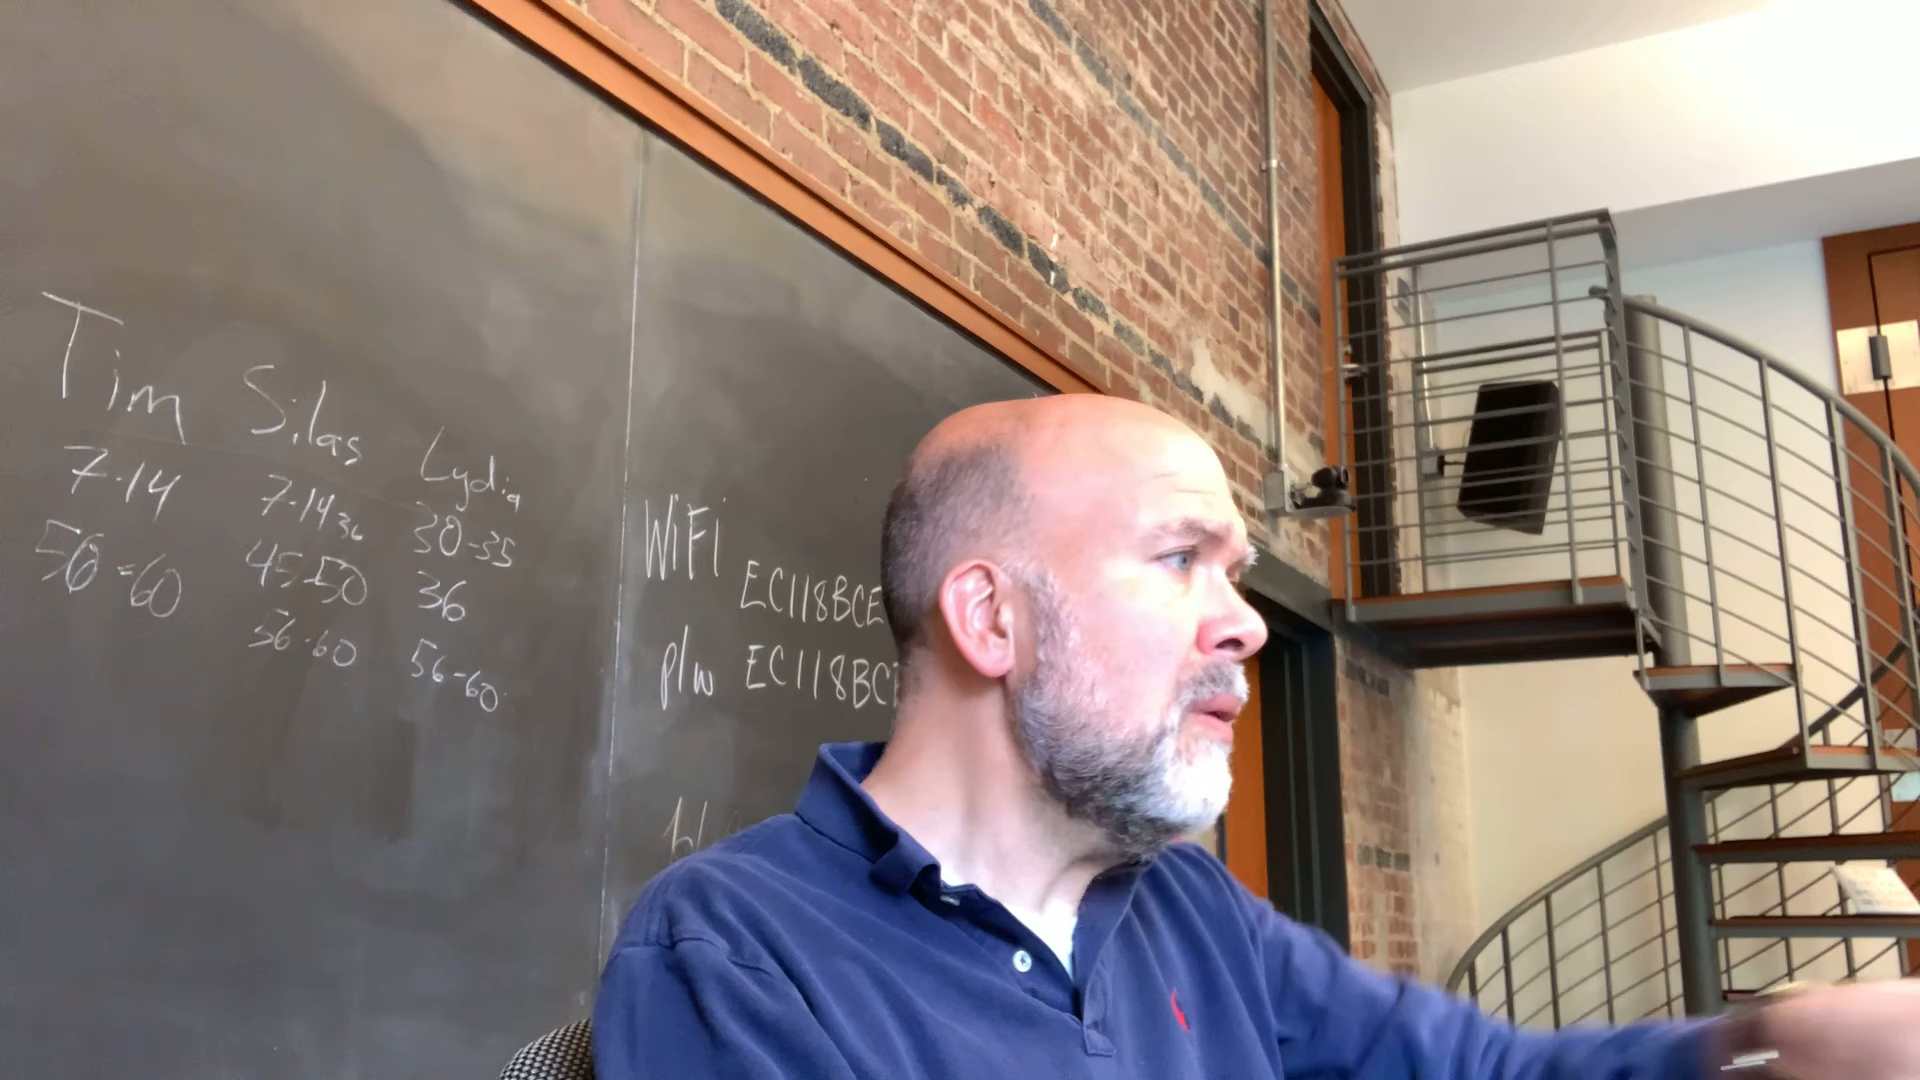 Tim Silas Lydia
7-14 7-14 36 30-35
50-60 45-50 36
56-60 56-60
WiFi EC118BCE
p/w EC118BC